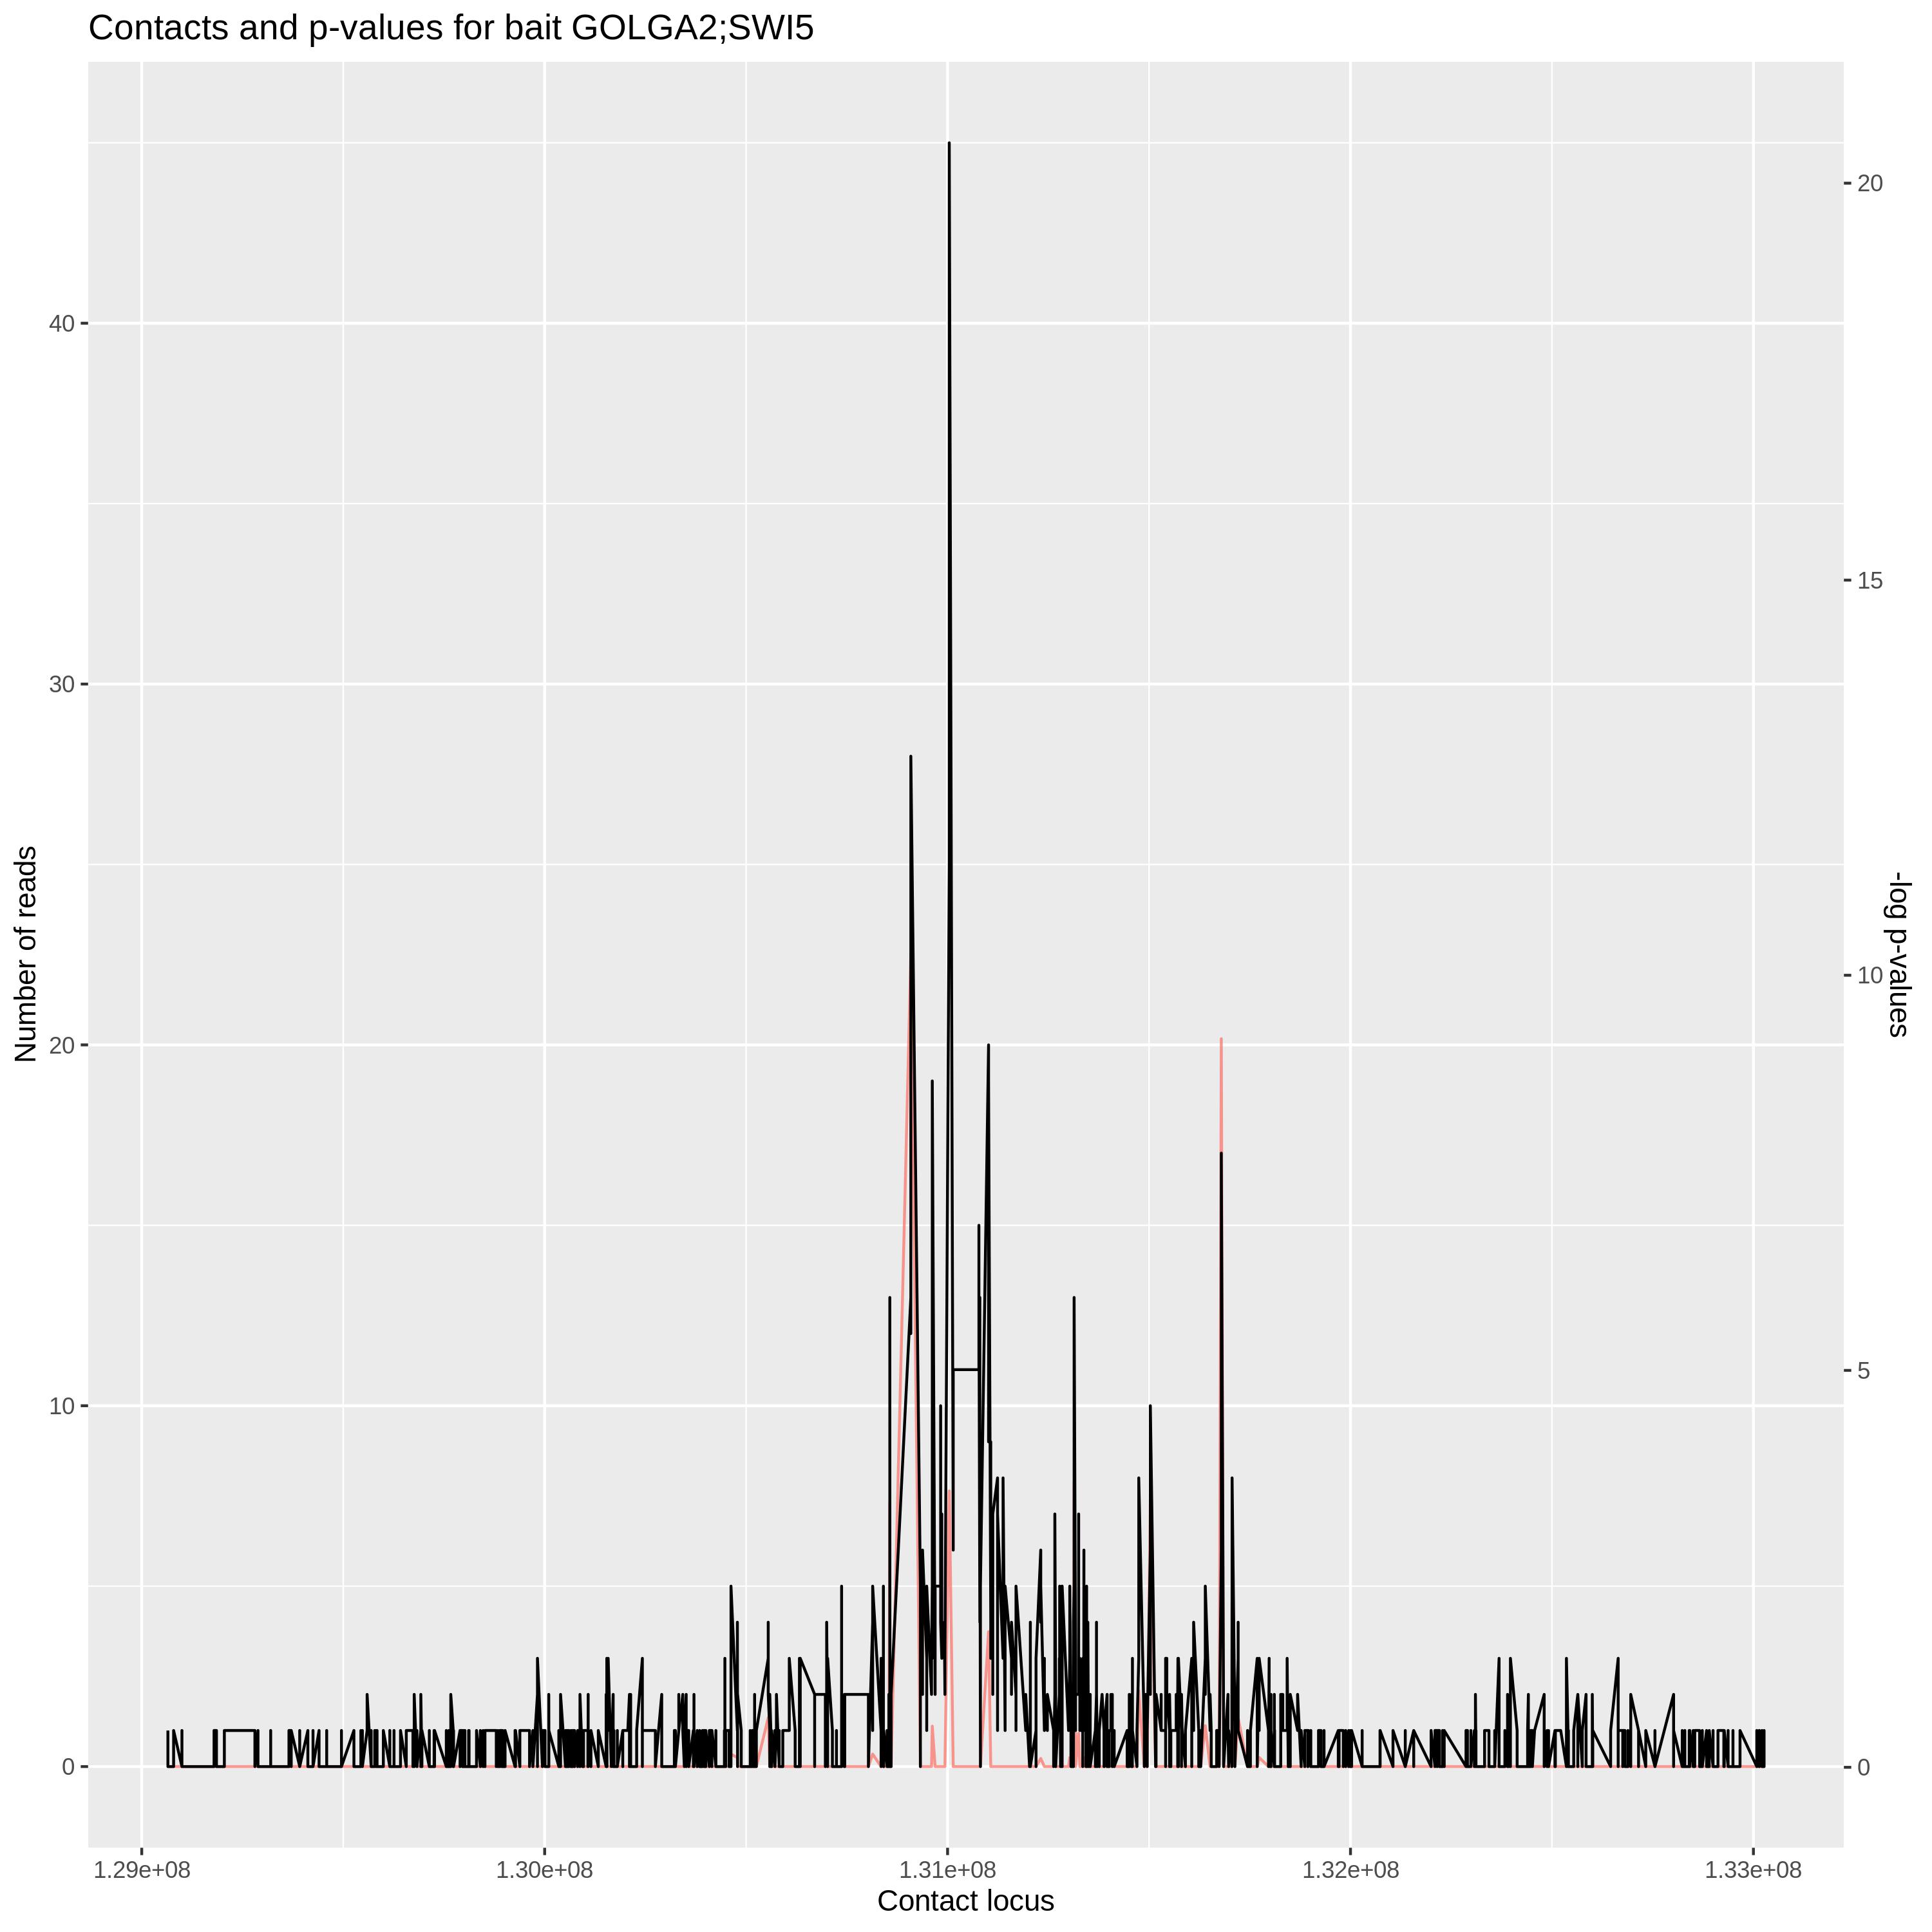 Contacts and p-values for bait GOLGA2;SWI5
40
30
20
10
0
Number of reads
20
15
10
5
0
-log p-values
1.29e+08 1.30e+08 1.31e+08 1.32e+08 1.33e+08
Contact locus